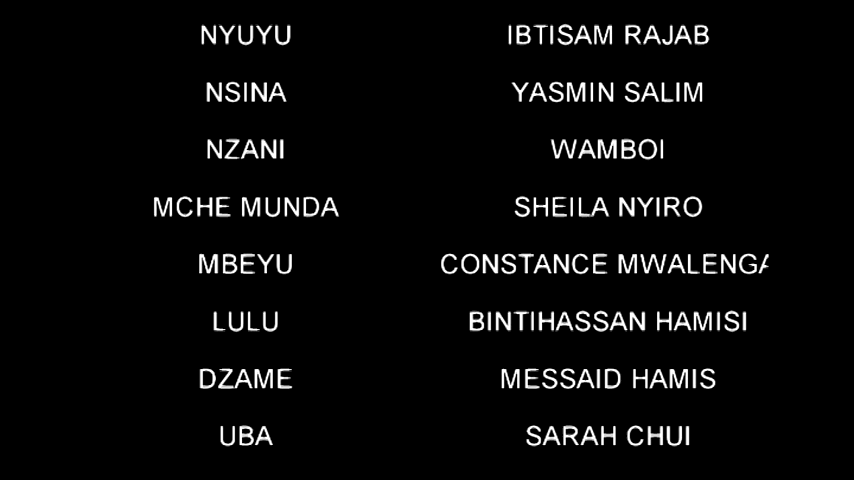 NYUYU IBTISAM RAJAB
NSINA YASMIN SALIM
NZANI WAMBOI
MCHE MUNDA SHEILA NYIRO
MBEYU CONSTANCE MWALENGA
LULU BINTIHASSAN HAMISI
DZAME MESSAID HAMIS
UBA SARAH CHUI